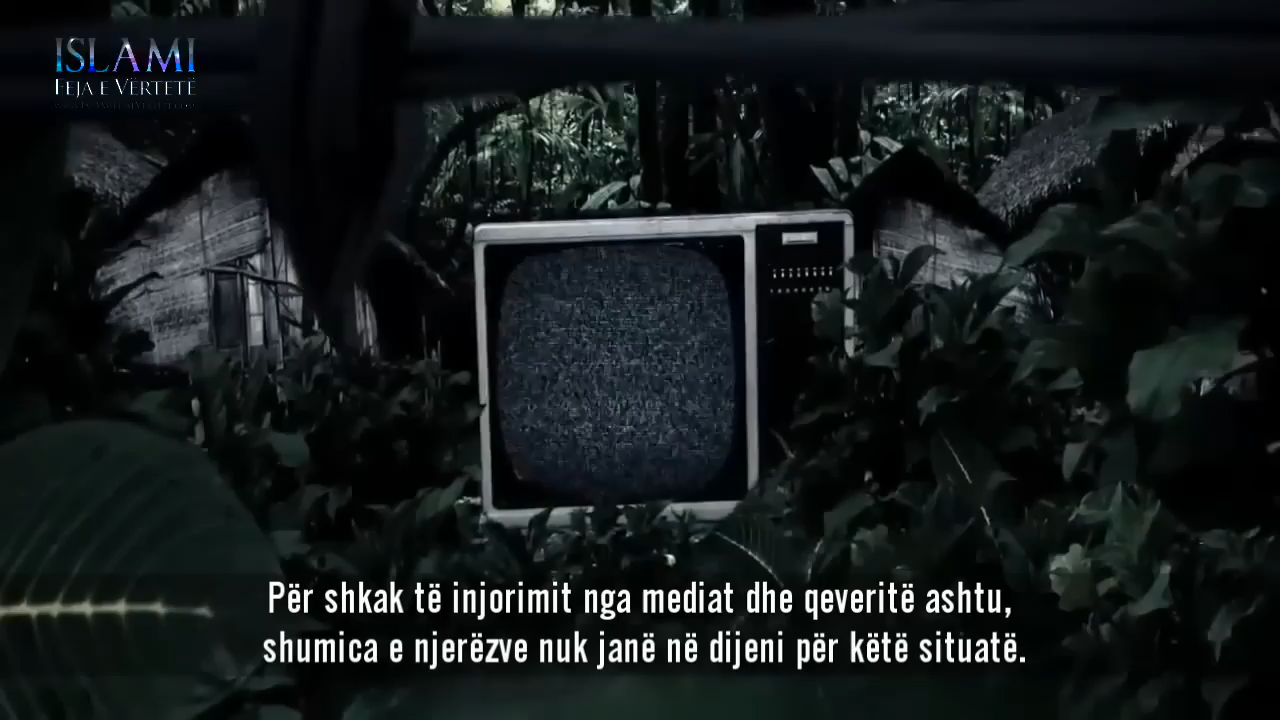 ISLAMI
FEJA E VËRTETË
Për shkak të injorimit nga mediat dhe qeveritë ashtu,
shumica e njerëzve nuk janë në dijeni për këtë situatë.